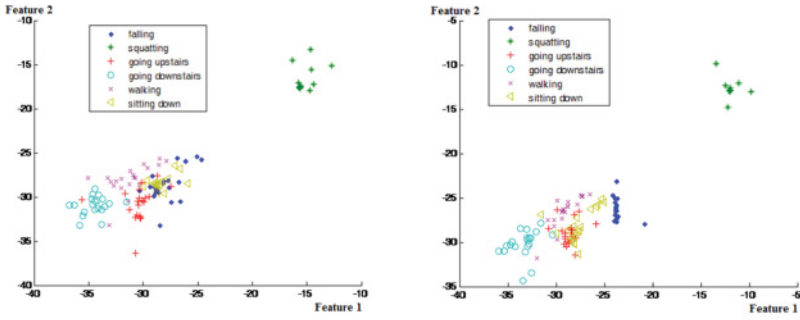 Feature 2
-10
-15
-20
-25
-30
-35
-40
-40 -35 -30 -25 -20 -15 -10
Feature 1
falling
squatting
going upstairs
going downstairs
walking
sitting down
Feature 2
-5
-10
-15
-20
-25
-30
-35
-40 -35 -30 -25 -20 -15 -10 -5
Feature 1
falling
squatting
going upstairs
going downstairs
walking
sitting down